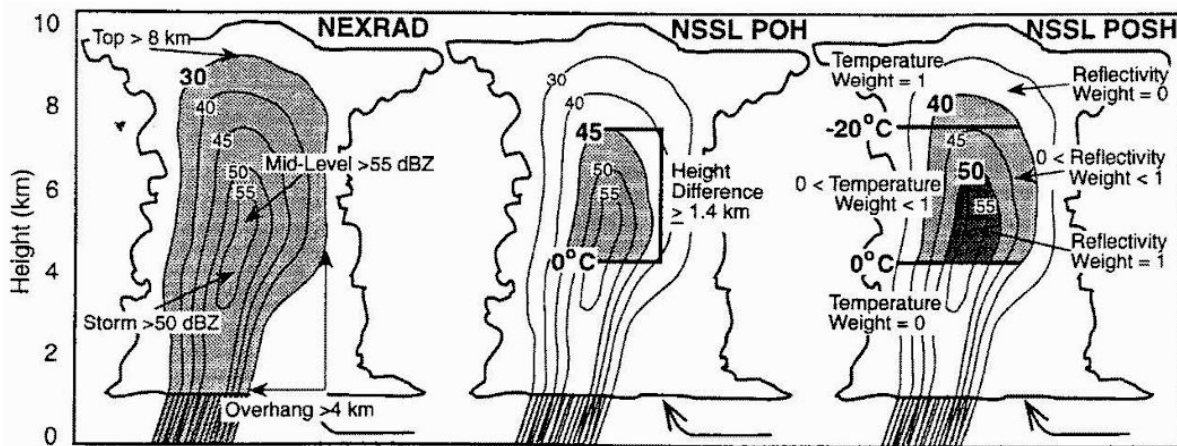 Height (km)
10
8
6
4
2
0
NEXRAD
Top > 8 km
30
40
45
Mid-Level >55 dBZ
50
55
Storm >50 dBZ
Overhang >4 km
NSSL POH
30
40
45
50
55
Height
Difference
≥ 1.4 km
0°C
NSSL POSH
Temperature
Weight = 1
Reflectivity
Weight = 0
40
-20°C
45
0 < Reflectivity
Weight < 1
50
0 < Temperature
Weight < 1
55
Reflectivity
Weight = 1
0°C
Temperature
Weight = 0